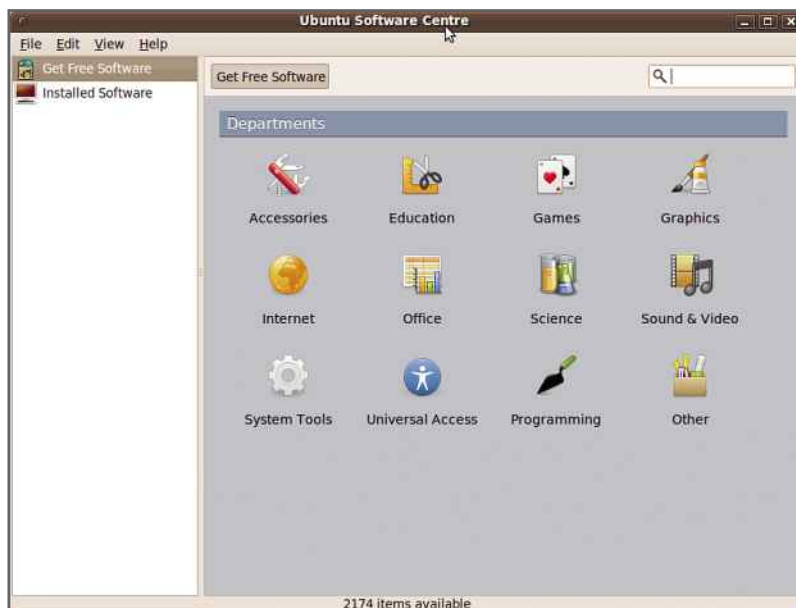 Ubuntu Software Centre
File Edit View Help
Get Free Software
Installed Software
Get Free Software
Departments
Accessories Education Games Graphics
Internet Office Science Sound & Video
System Tools Universal Access Programming Other
2174 items available